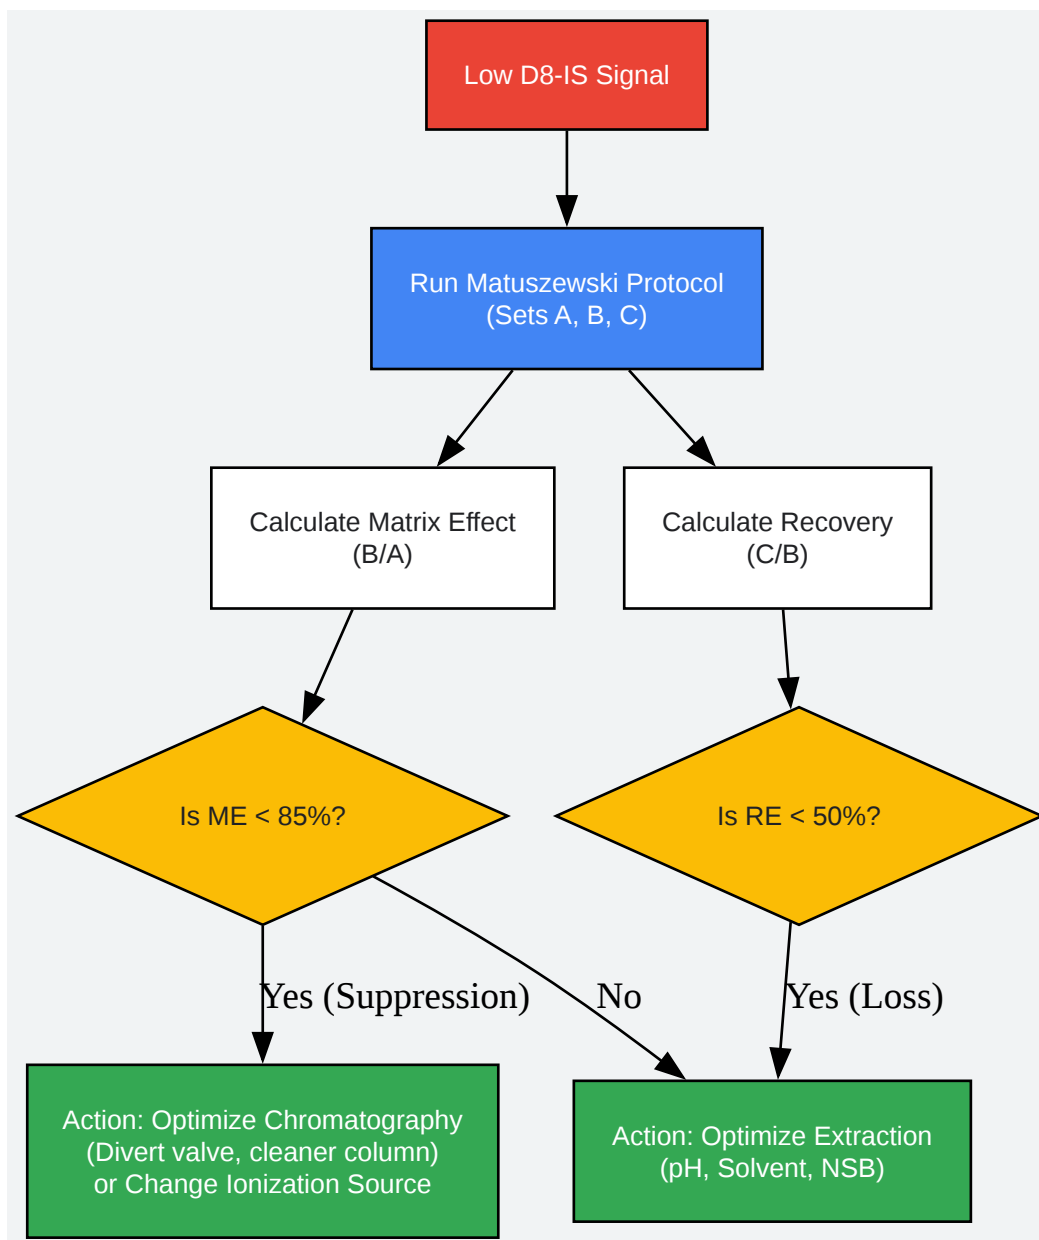 Low D8-IS Signal
Run Matuszewski Protocol
(Sets A, B, C)
Calculate Matrix Effect
(B/A)
Calculate Recovery
(C/B)
Is ME < 85%?
Is RE < 50%?
Yes (Suppression)
No
Yes (Loss)
Action: Optimize Chromatography
(Divert valve, cleaner column)
or Change Ionization Source
Action: Optimize Extraction
(pH, Solvent, NSB)